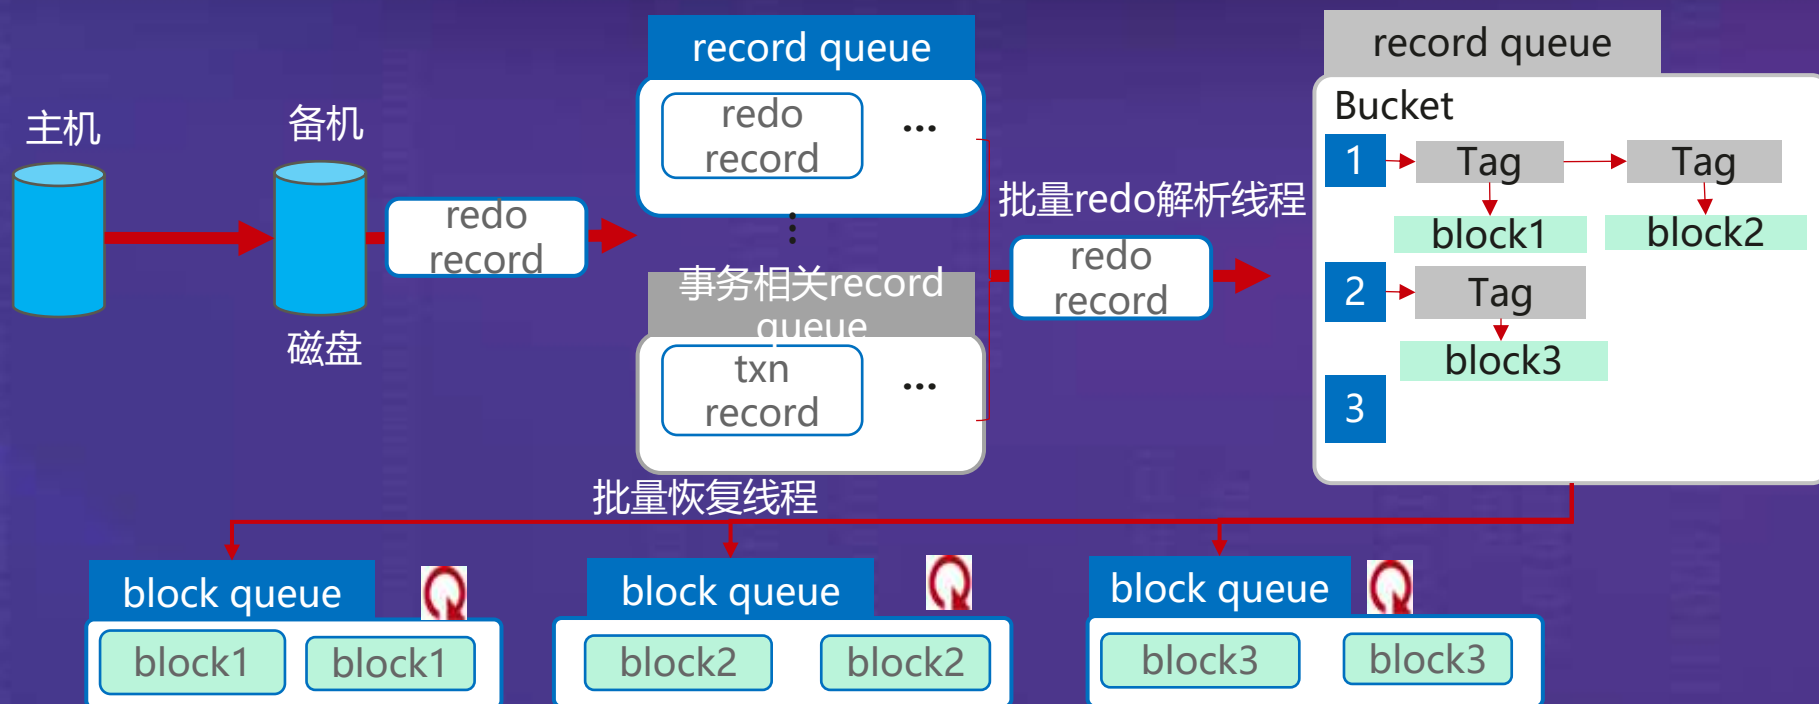 主机
备机
磁盘
redo
record
record queue
redo
record
...
事务相关record
queue
txn
record
...
批量redo解析线程
redo
record
record queue
Bucket
1
Tag
Tag
block1
block2
2
Tag
block3
3
批量恢复线程
block queue
block1
block1
block queue
block2
block2
block queue
block3
block3